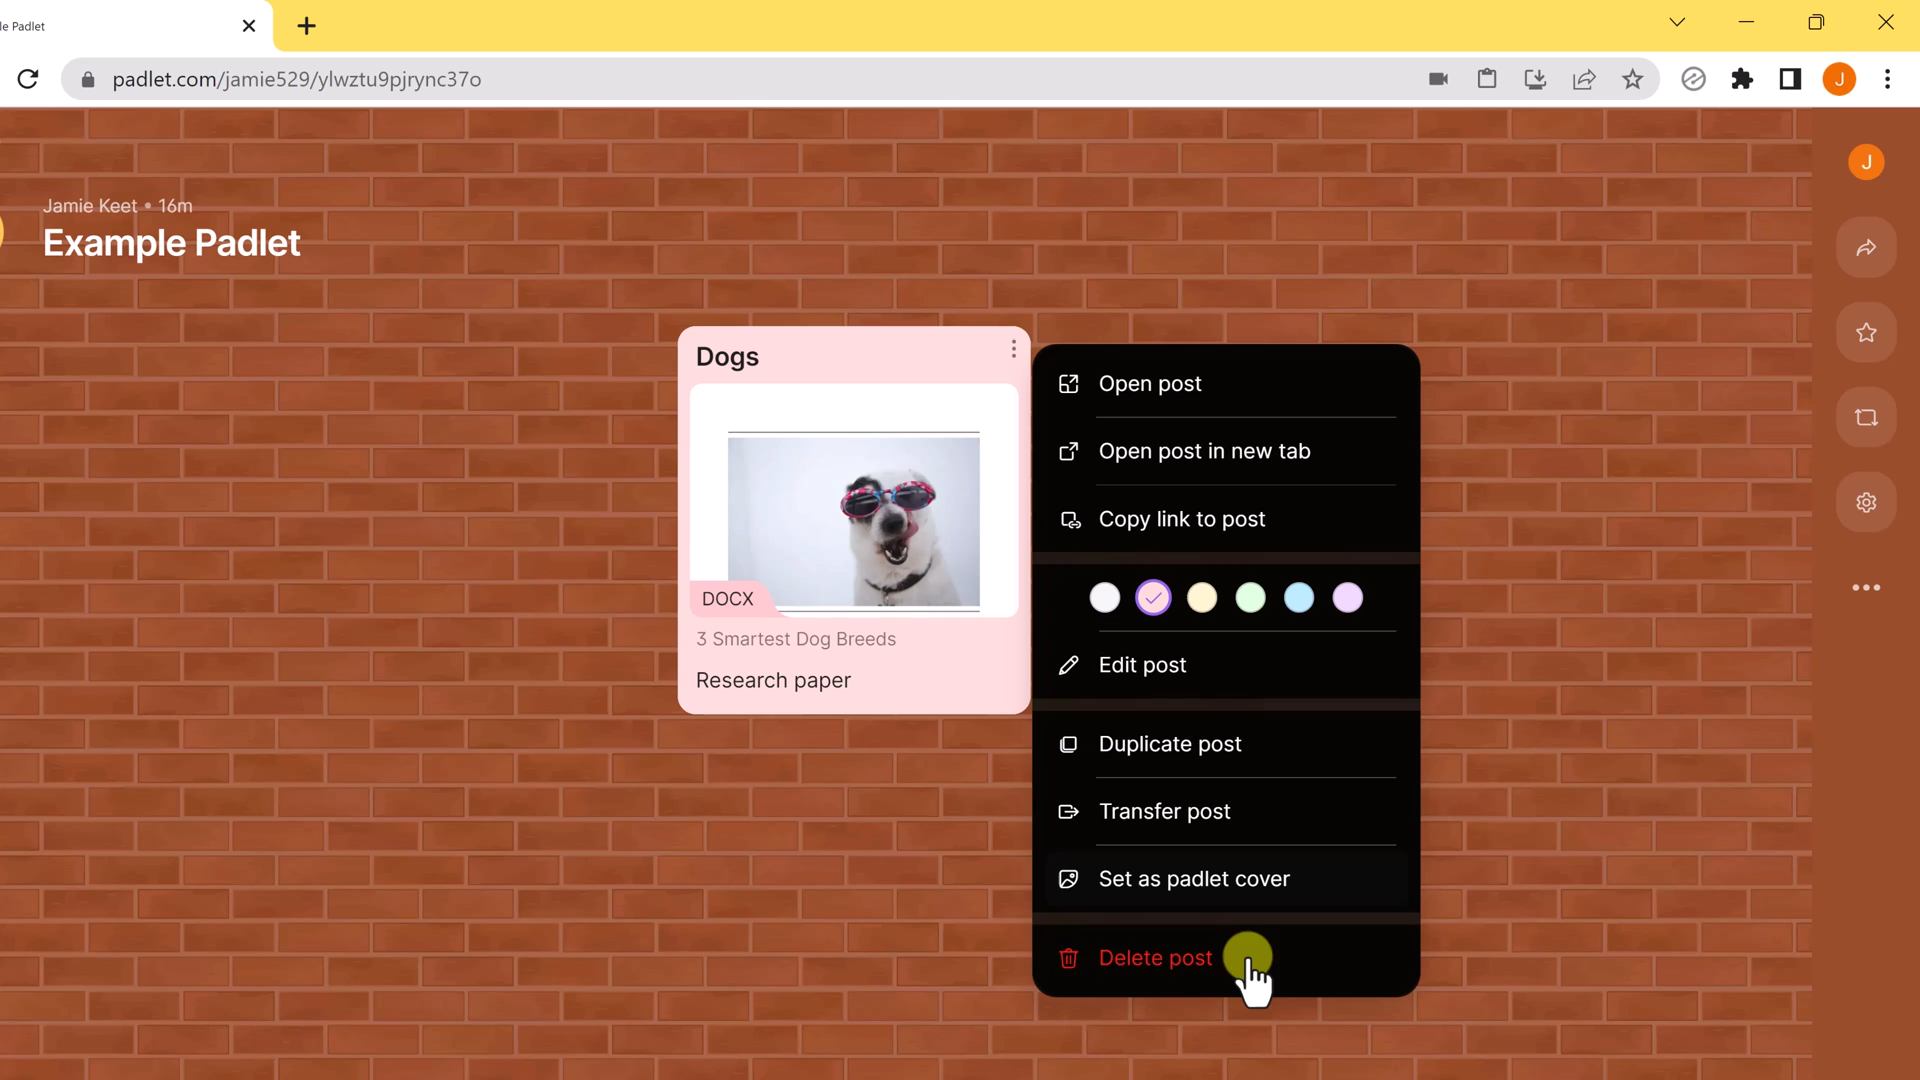 le Padlet
padlet.com/jamie529/ylwztu9pjrync37o
J
J
Jamie Keet • 16m
Example Padlet
Dogs
DOCX
3 Smartest Dog Breeds
Research paper
Open post
Open post in new tab
Copy link to post
Edit post
Duplicate post
Transfer post
Set as padlet cover
Delete post